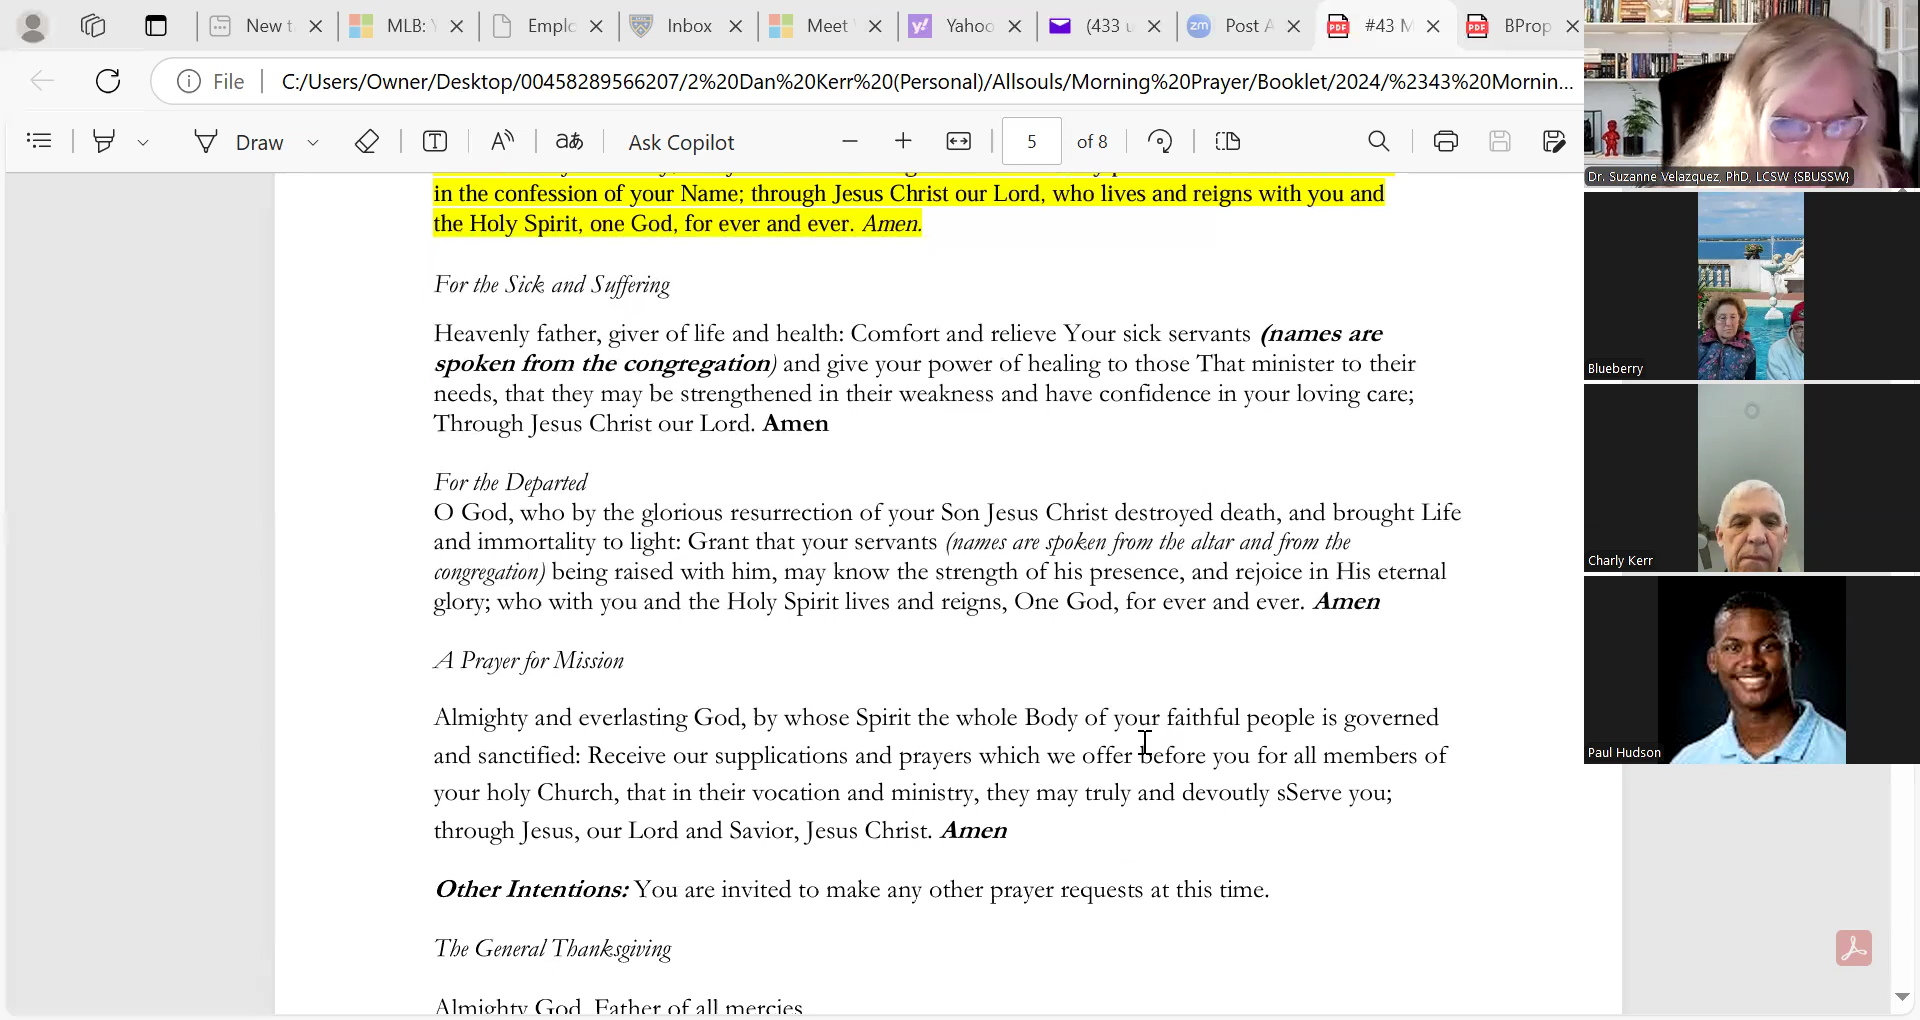 New t
MLB: Y
Emplo
Inbox
Meet
Yahoo
(433 u
Post A
#43 M
BProp
File
C:/Users/Owner/Desktop/00458289566207/2%20Dan%20Kerr%20(Personal)/Allsouls/Morning%20Prayer/Booklet/2024/%2343%20Mornin...
Draw
aあ
Ask Copilot
5
of 8
in the confession of your Name; through Jesus Christ our Lord, who lives and reigns with you and
the Holy Spirit, one God, for ever and ever. Amen.
For the Sick and Suffering
Heavenly father, giver of life and health: Comfort and relieve Your sick servants (names are
spoken from the congregation) and give your power of healing to those That minister to their
needs, that they may be strengthened in their weakness and have confidence in your loving care;
Through Jesus Christ our Lord. Amen
For the Departed
O God, who by the glorious resurrection of your Son Jesus Christ destroyed death, and brought Life
and immortality to light: Grant that your servants (names are spoken from the altar and from the
congregation) being raised with him, may know the strength of his presence, and rejoice in His eternal
glory; who with you and the Holy Spirit lives and reigns, One God, for ever and ever. Amen
A Prayer for Mission
Almighty and everlasting God, by whose Spirit the whole Body of your faithful people is governed
and sanctified: Receive our supplications and prayers which we offer before you for all members of
your holy Church, that in their vocation and ministry, they may truly and devoutly sServe you;
through Jesus, our Lord and Savior, Jesus Christ. Amen
Other Intentions: You are invited to make any other prayer requests at this time.
The General Thanksgiving
Almighty God, Father of all mercies
Dr. Suzanne Velazquez, PhD, LCSW {SBUSSW}
Blueberry
Charly Kerr
Paul Hudson